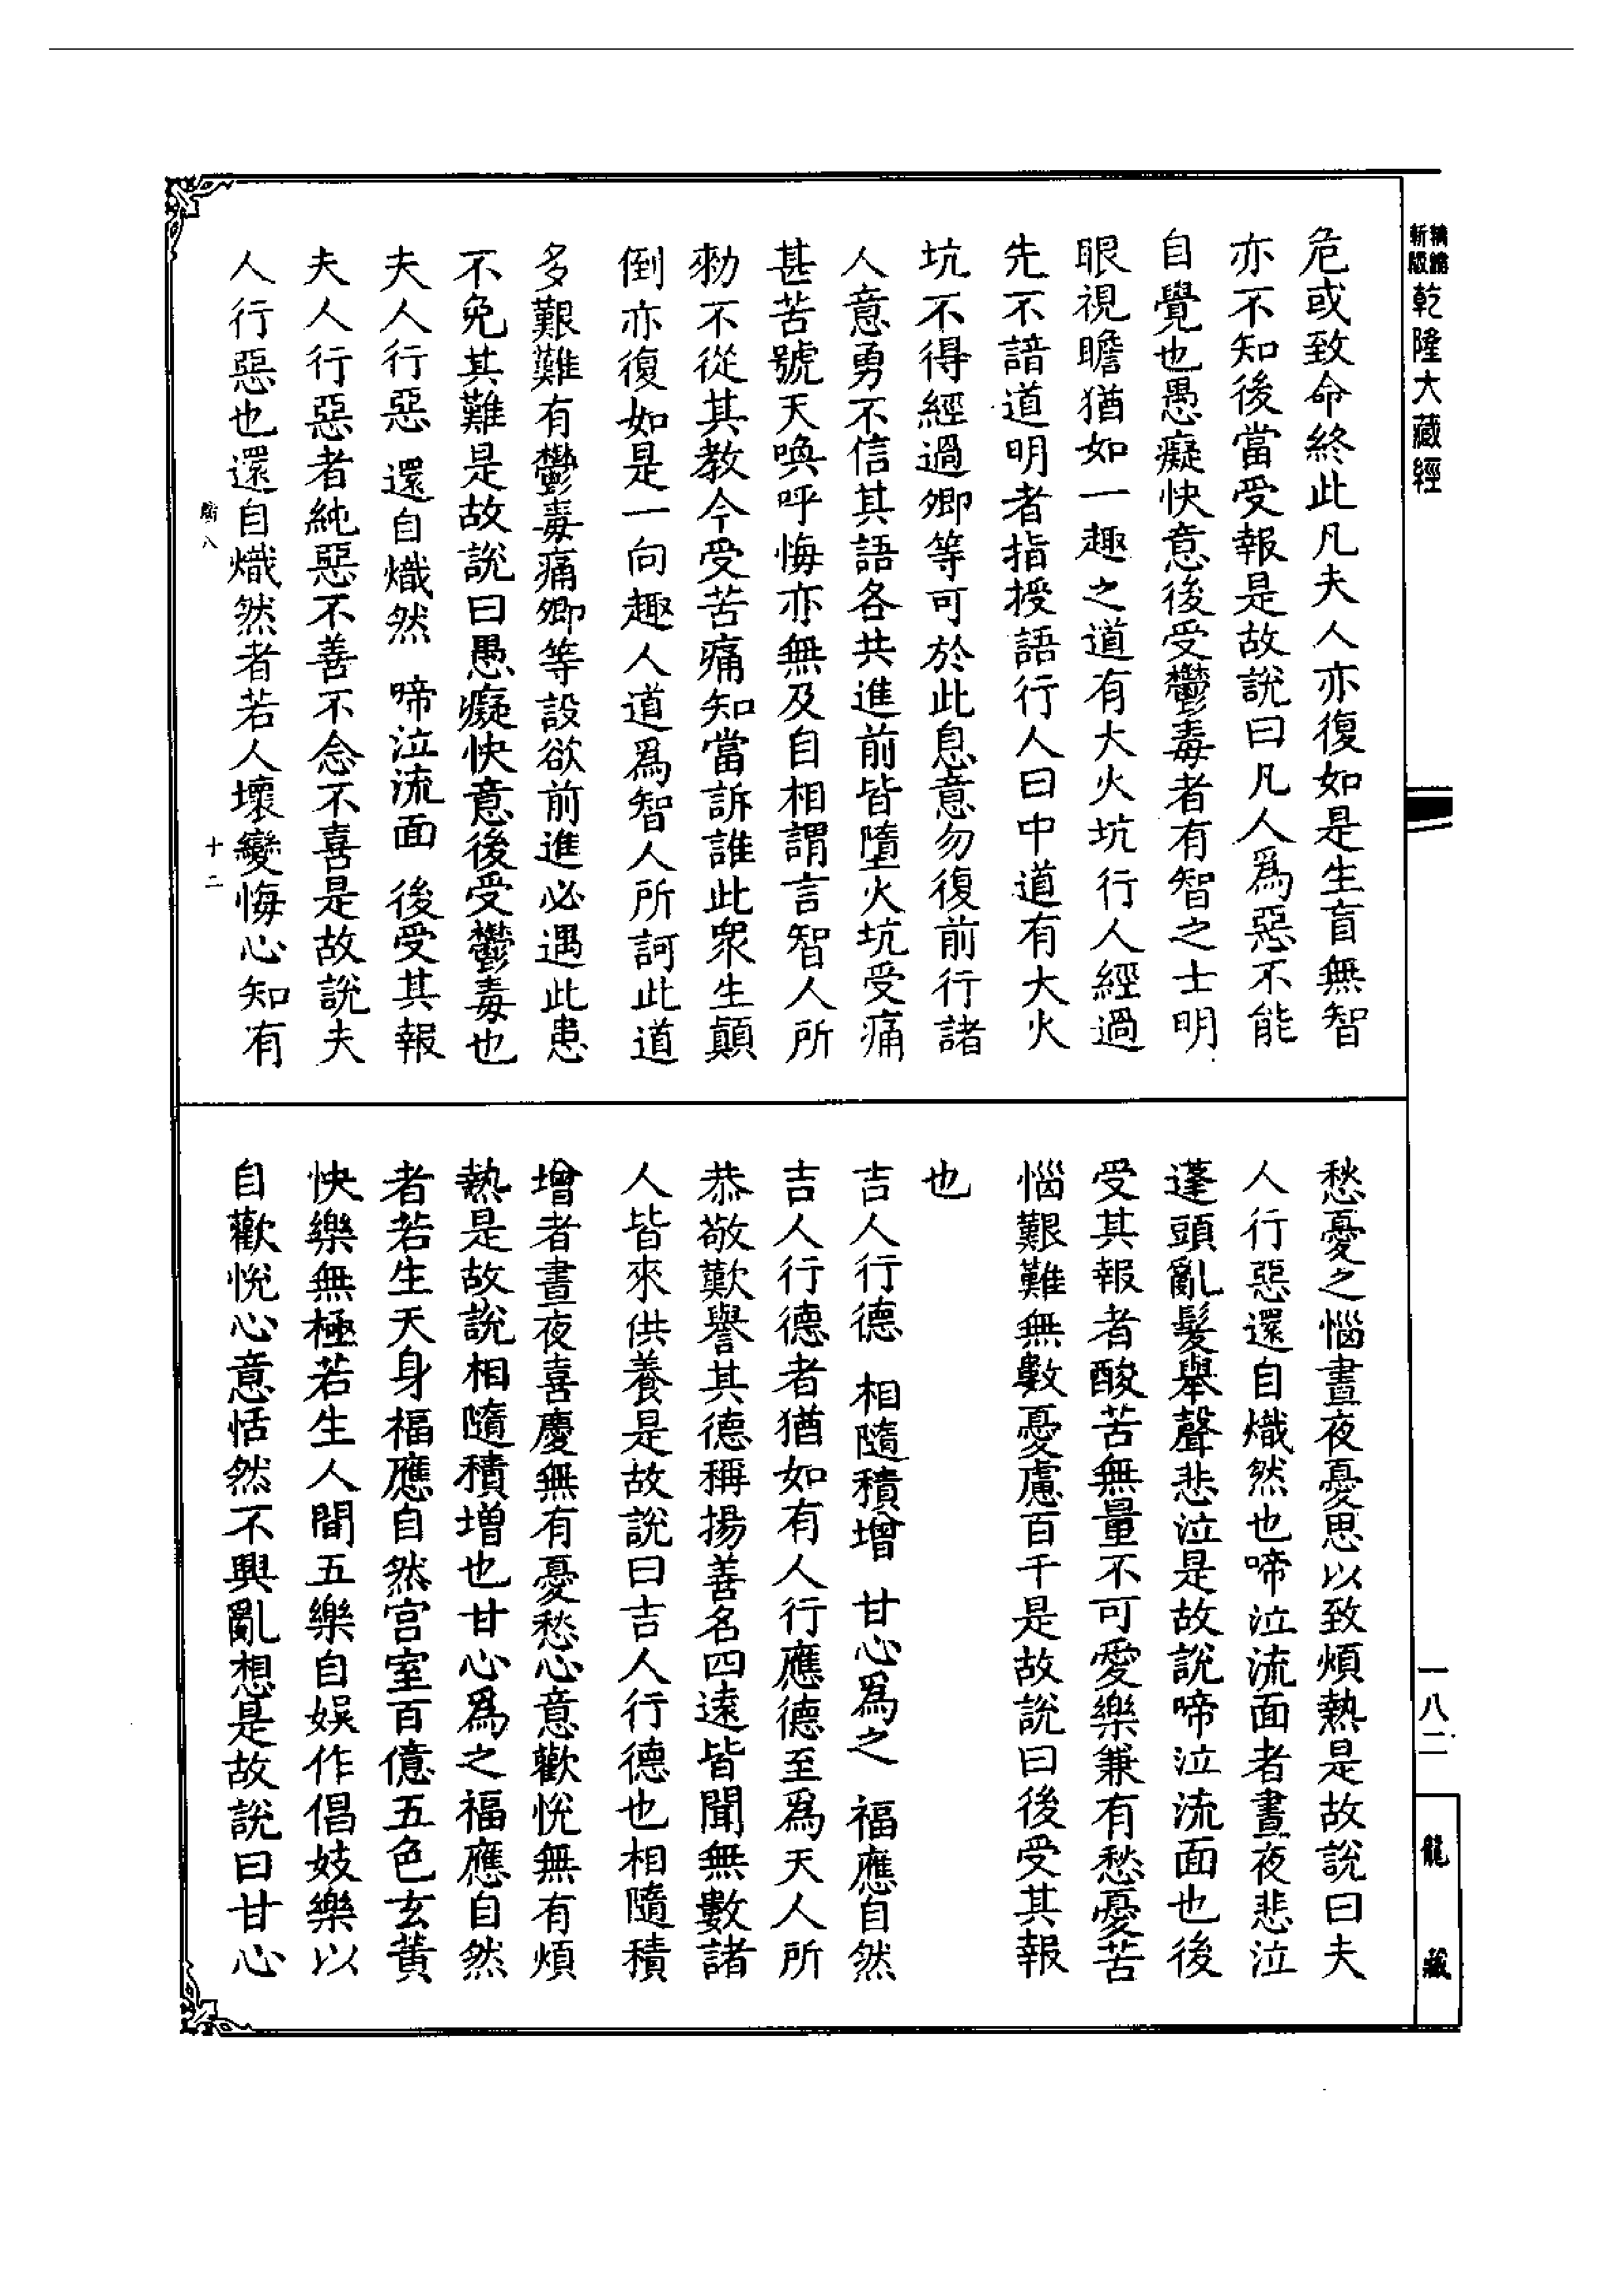 新版
精縮
乾隆大藏經
危或致命終此凡夫人亦復如是生盲無智
亦不知後當受報是故說曰凡人爲惡不能
自覺也愚癡快意後受鬱毒者有智之士明
眼視瞻猶如一趣之道有大火坑行人經過
先不諳道明者指授語行人曰中道有大火
坑不得經過卿等可於此息意勿復前行諸
人意勇不信其語各共進前皆墮火坑受痛
甚苦號天喚呼悔亦無及自相謂言智人所
勑不從其教今受苦痛知當訴誰此衆生顛
倒亦復如是一向趣人道爲智人所訶此道
多艱難有鬱毒痛卿等設欲前進必遇此患
不免其難是故說曰愚癡快意後受鬱毒也
夫人行惡 還自熾然 啼泣流面 後受其報
夫人行惡者純惡不善不念不喜是故說夫
人行惡也還自熾然者若人壞變悔心知有
八 十二
愁憂之惱晝夜憂思以致煩熱是故說曰夫
人行惡還自熾然也啼泣流面者晝夜悲泣
蓬頭亂髮舉聲悲泣是故說啼泣流面也後
受其報者酸苦無量不可愛樂兼有愁憂苦
惱艱難無數憂慮百千是故說曰後受其報
也
吉人行德 相隨積增 甘心爲之 福應自然
吉人行德者猶如有人行應德至爲天人所
恭敬歎譽其德稱揚善名四遠皆聞無數諸
人皆來供養是故說曰吉人行德也相隨積
增者晝夜喜慶無有憂愁心意歡悅無有煩
熱是故說相隨積增也甘心爲之福應自然
者若生天身福應自然宮室百億五色玄黃
快樂無極若生人間五樂自娛作倡妓樂以
自歡悅心意恬然不興亂想是故說曰甘心
一八二
龍藏